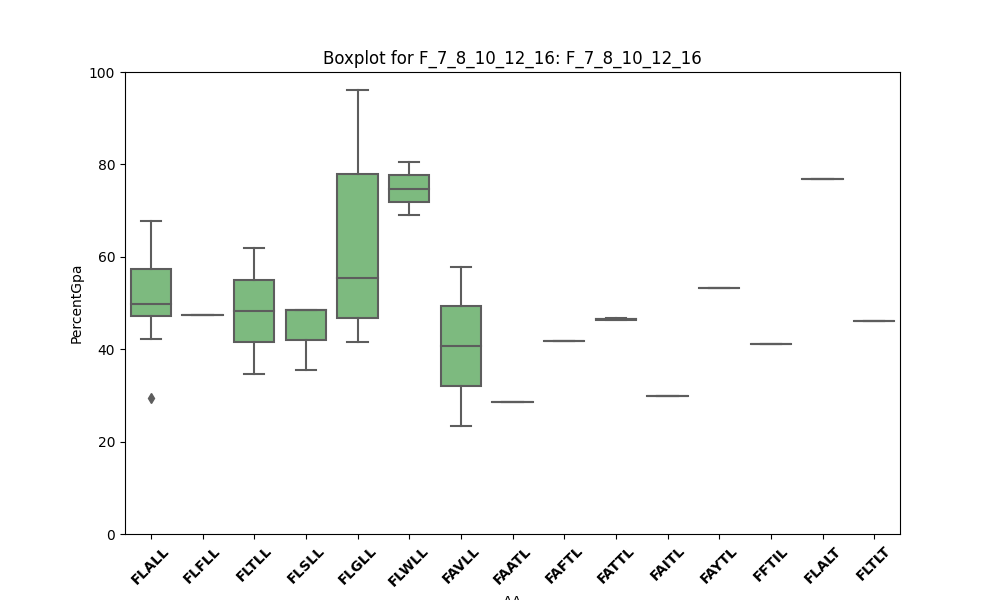 Boxplot for F_7_8_10_12_16: F_7_8_10_12_16
100
80
60
40
20
0
PercentGpa
FLALL
FLFLL
FLTLL
FLSLL
FLGLL
FLWLL
FAVLL
FAATL
FAFTL
FATTL
FAITL
FAYTL
FFTIL
FLALT
FLTLT
AA